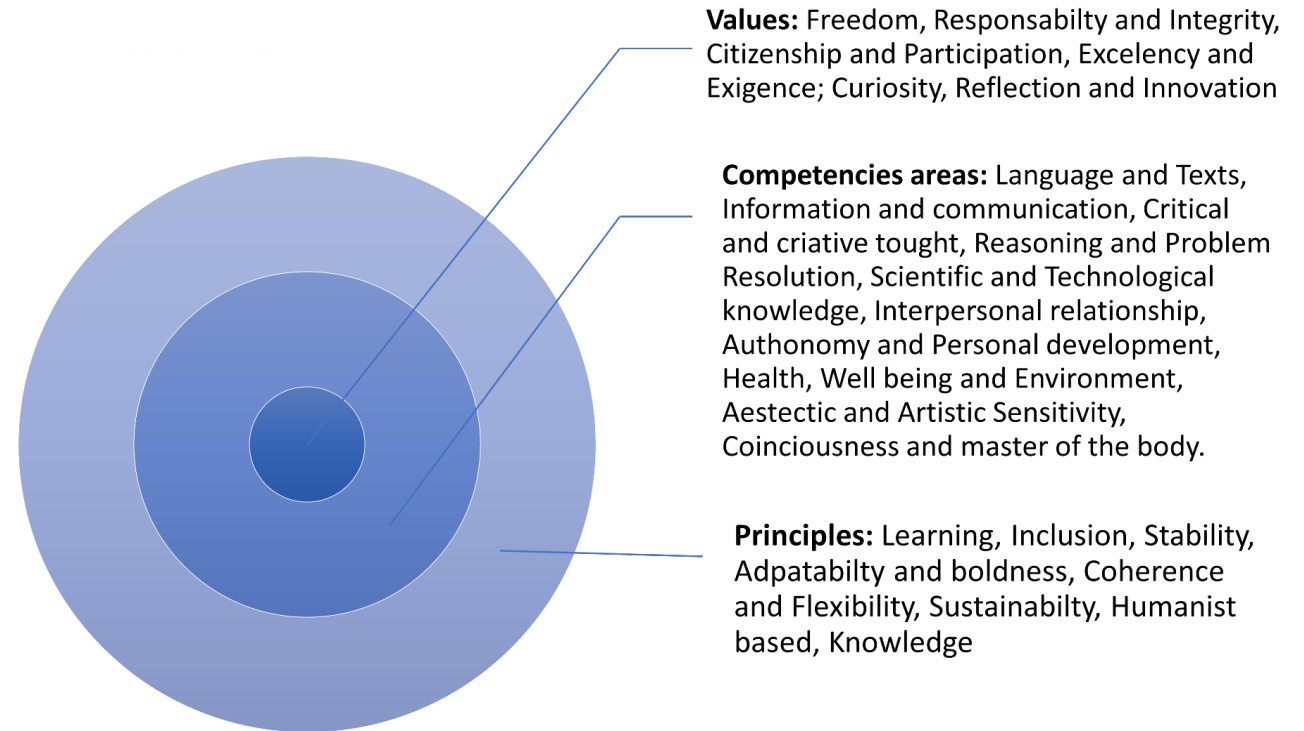 Values: Freedom, Responsabilty and Integrity,
Citizenship and Participation, Excelency and
Exigence; Curiosity, Reflection and Innovation
Competencies areas: Language and Texts,
Information and communication, Critical
and criative tought, Reasoning and Problem
Resolution, Scientific and Technological
knowledge, Interpersonal relationship,
Authonomy and Personal development,
Health, Well being and Environment,
Aestectic and Artistic Sensitivity,
Coinciousness and master of the body.
Principles: Learning, Inclusion, Stability,
Adpatabilty and boldness, Coherence
and Flexibility, Sustainabilty, Humanist
based, Knowledge